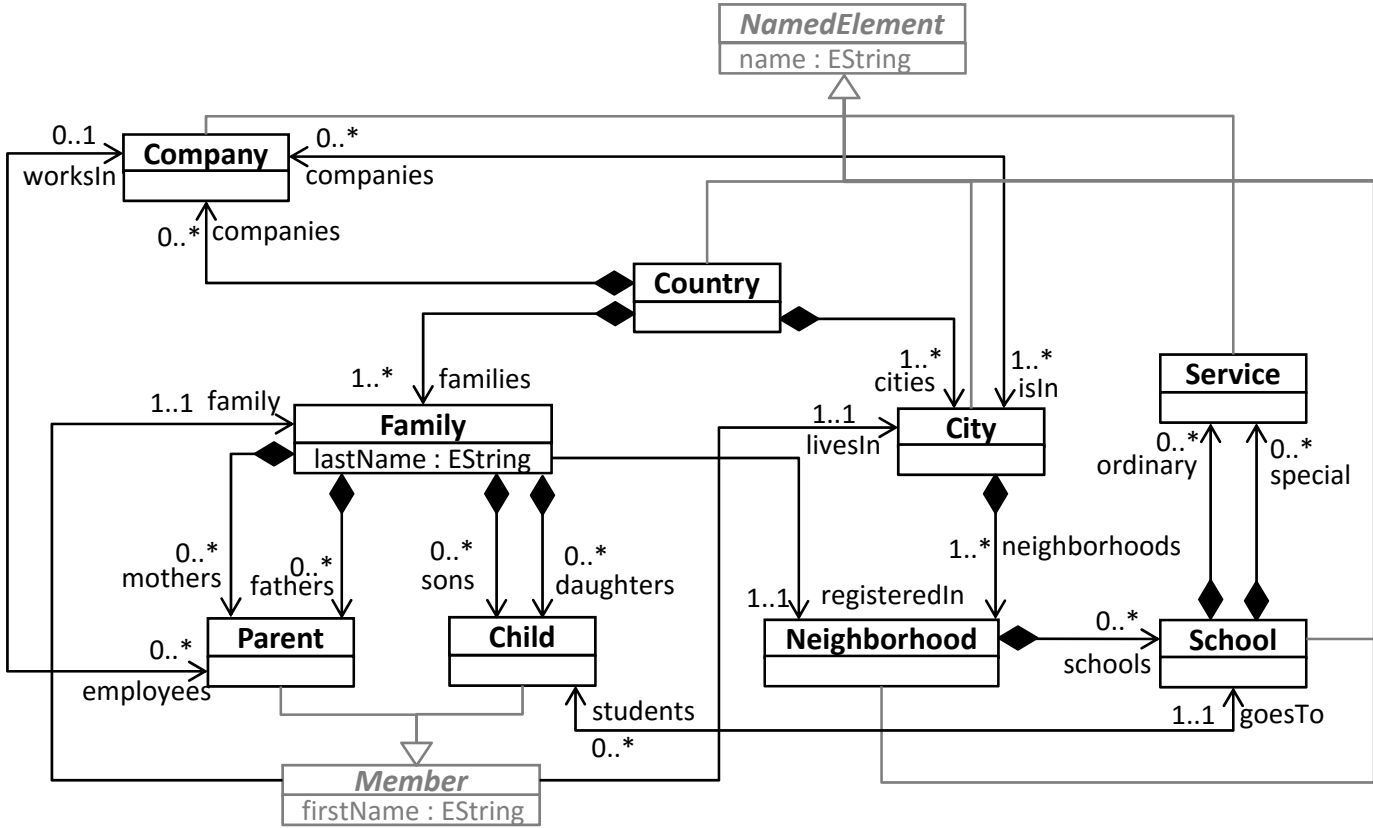 NamedElement
name : EString
0..1
worksIn
Company
0..*
companies
0..*
companies
Country
1..*
families
1..*
cities
1..*
isIn
Service
1..1
family
Family
lastName : EString
1..1
livesIn
City
0..*
ordinary
0..*
special
0..*
mothers
0..*
fathers
0..*
sons
0..*
daughters
1..*
neighborhoods
1..1
registeredIn
Parent
Child
Neighborhood
0..*
schools
School
0..*
employees
students
0..*
1..1
goesTo
Member
firstName : EString